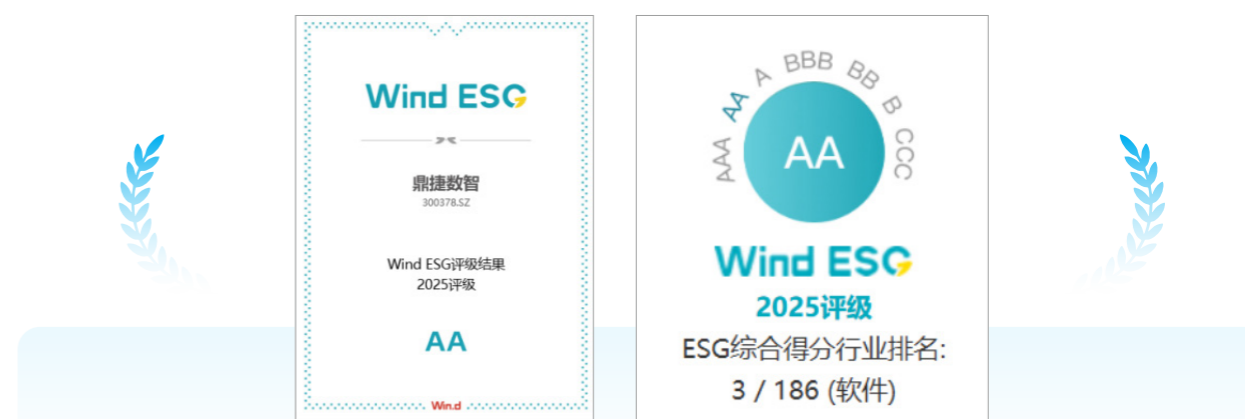 Wind ESG
鼎捷数智
300378.SZ
Wind ESG评级结果
2025评级
AA
Win.d
AAA
AA
A
BBB
BB
B
CCC
AA
Wind ESG
2025评级
ESG综合得分行业排名:
3 / 186 (软件)